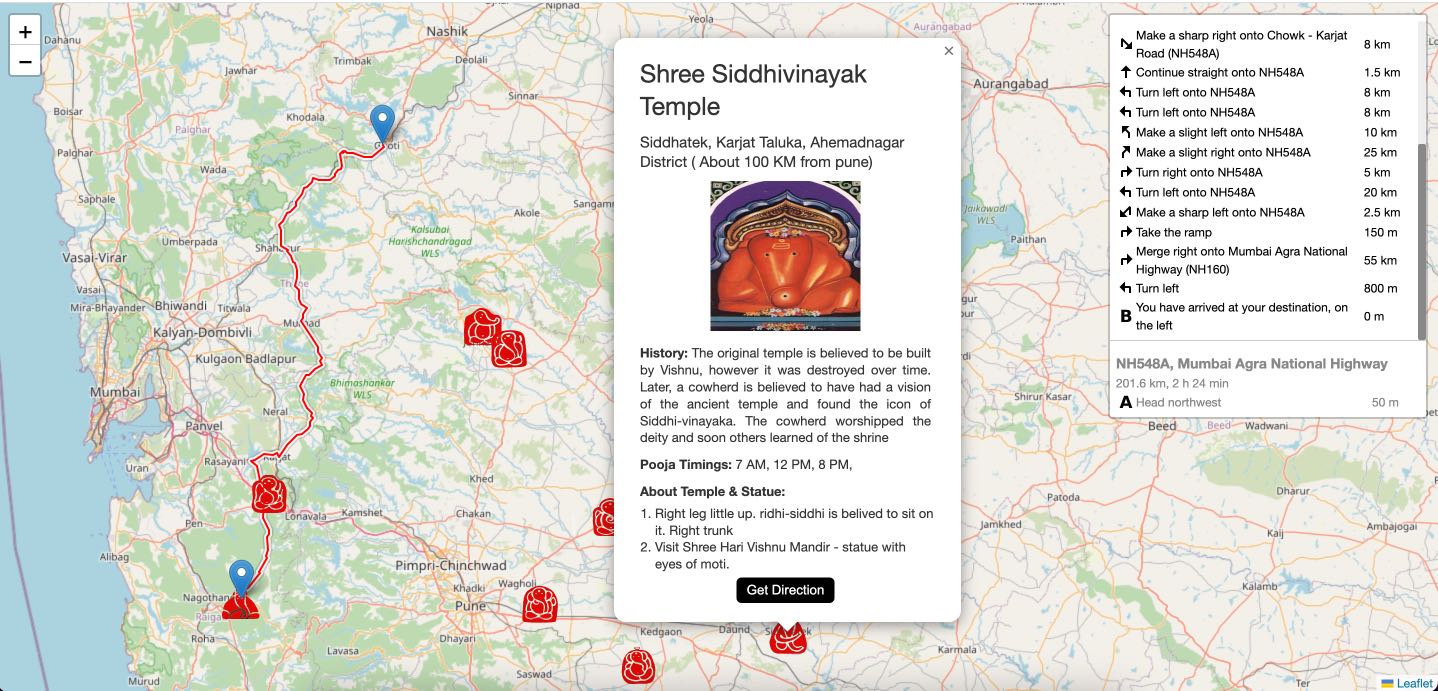 +
−
Nashik
Niphad
Yeola
Aurangabad
Dahanu
Trimbak
Deolali
Jawhar
Sinnar
Boisar
Khodala
Palghar
Palghar
Wada
Saphale
Akole
Umberpada
Kalsubai
Harishchandragad
WLS
Vasai-Virar
Vasai
Mira-Bhayander
Bhiwandi
Titwala
Kalyan-Dombivli
Kulgaon Badlapur
Mumbai
Bhimashankar
WLS
Neral
Panvel
Uran
Rasayani
Khed
Pen
Lonavala
Kamshet
Chakan
Alibag
Pimpri-Chinchwad
Khadki
Wagholi
Pune
Roha
Dhayari
Lavasa
Murud
Saswad
×
Shree Siddhivinayak
Temple
Siddhatek, Karjat Taluka, Ahemadnagar
District ( About 100 KM from pune)
History: The original temple is believed to be built
by Vishnu, however it was destroyed over time.
Later, a cowherd is believed to have had a vision
of the ancient temple and found the icon of
Siddhi-vinayaka. The cowherd worshipped the
deity and soon others learned of the shrine
Pooja Timings: 7 AM, 12 PM, 8 PM,
About Temple & Statue:
1. Right leg little up. ridhi-siddhi is belived to sit on
it. Right trunk
2. Visit Shree Hari Vishnu Mandir - statue with
eyes of moti.
Get Direction
Kedgaon
Daund
Karmala
Aurangabad
Jaikawadi
WLS
Paithan
Shirur Kasar
Beed
Beed
Wadwani
Dharur
Patoda
Jamkhed
Kaij
Ambajogai
Kalamb
Ter
Make a sharp right onto Chowk - Karjat
Road (NH548A) 8 km
Continue straight onto NH548A 1.5 km
Turn left onto NH548A 8 km
Turn left onto NH548A 8 km
Make a slight left onto NH548A 10 km
Make a slight right onto NH548A 25 km
Turn right onto NH548A 5 km
Turn left onto NH548A 20 km
Make a sharp left onto NH548A 2.5 km
Take the ramp 150 m
Merge right onto Mumbai Agra National
Highway (NH160) 55 km
Turn left 800 m
B You have arrived at your destination, on
the left 0 m
NH548A, Mumbai Agra National Highway
201.6 km, 2 h 24 min
A Head northwest 50 m
Leaflet